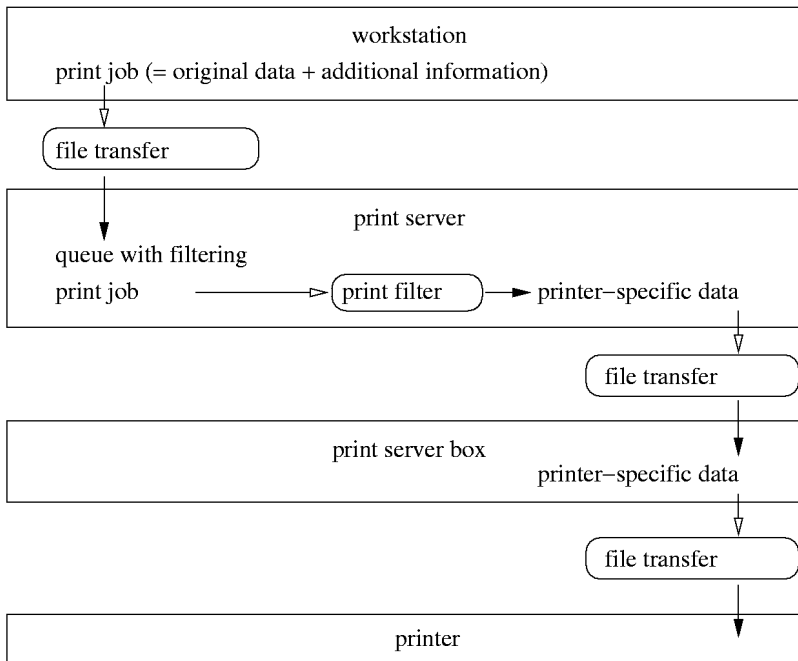 workstation
print job (= original data + additional information)
file transfer
print server
queue with filtering
print job
print filter
printer−specific data
file transfer
print server box
printer−specific data
file transfer
printer